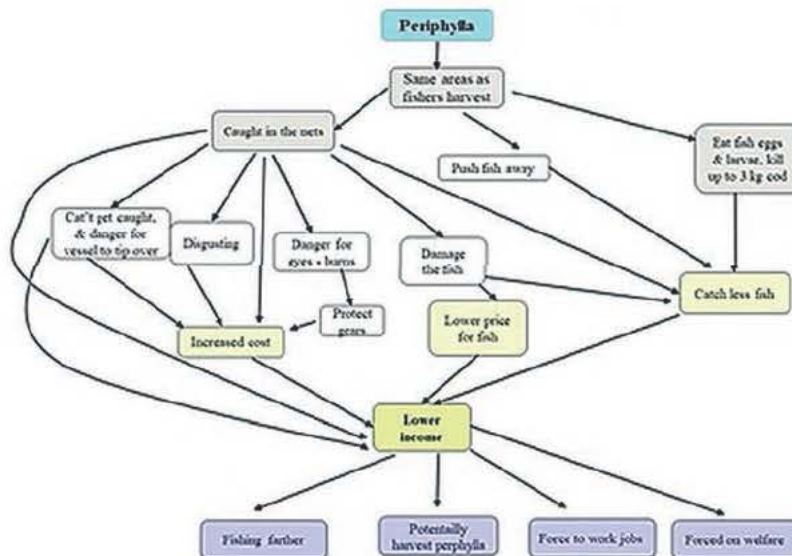 Periphylla
Same areas as
fishers harvest
Caught in the nets
Push fish away
Eat fish eggs
& larvae, kill
up to 3 kg cod
Cat't get caught,
& danger for
vessel to tip over
Disgusting
Danger for
eyes + burns
Damage
the fish
Catch less fish
Protect
gears
Lower price
for fish
Increased cost
Lower
income
Fishing farther
Potentailly
harvest perphylla
Force to work jobs
Forced on welfare